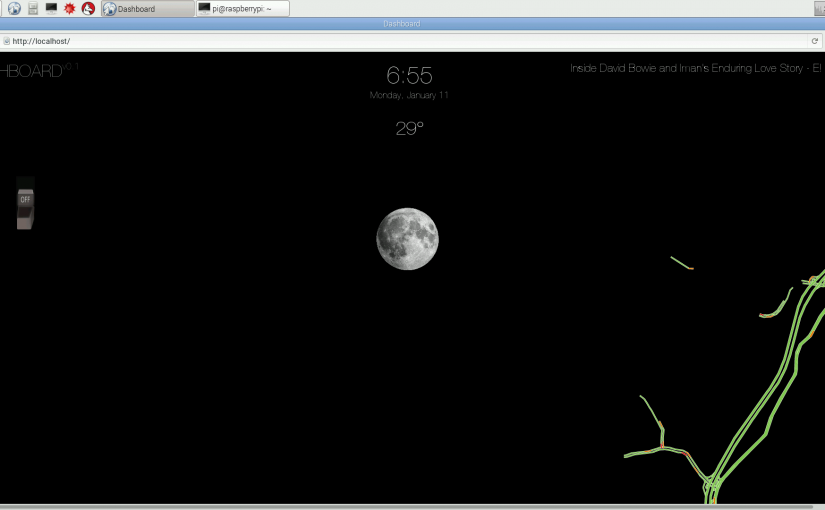 Dashboard
pi@raspberrypi: ~
Dashboard
http://localhost/
HBOARD v0.1
6:55
Monday, January 11
Inside David Bowie and Iman's Enduring Love Story - E!
29°
OFF